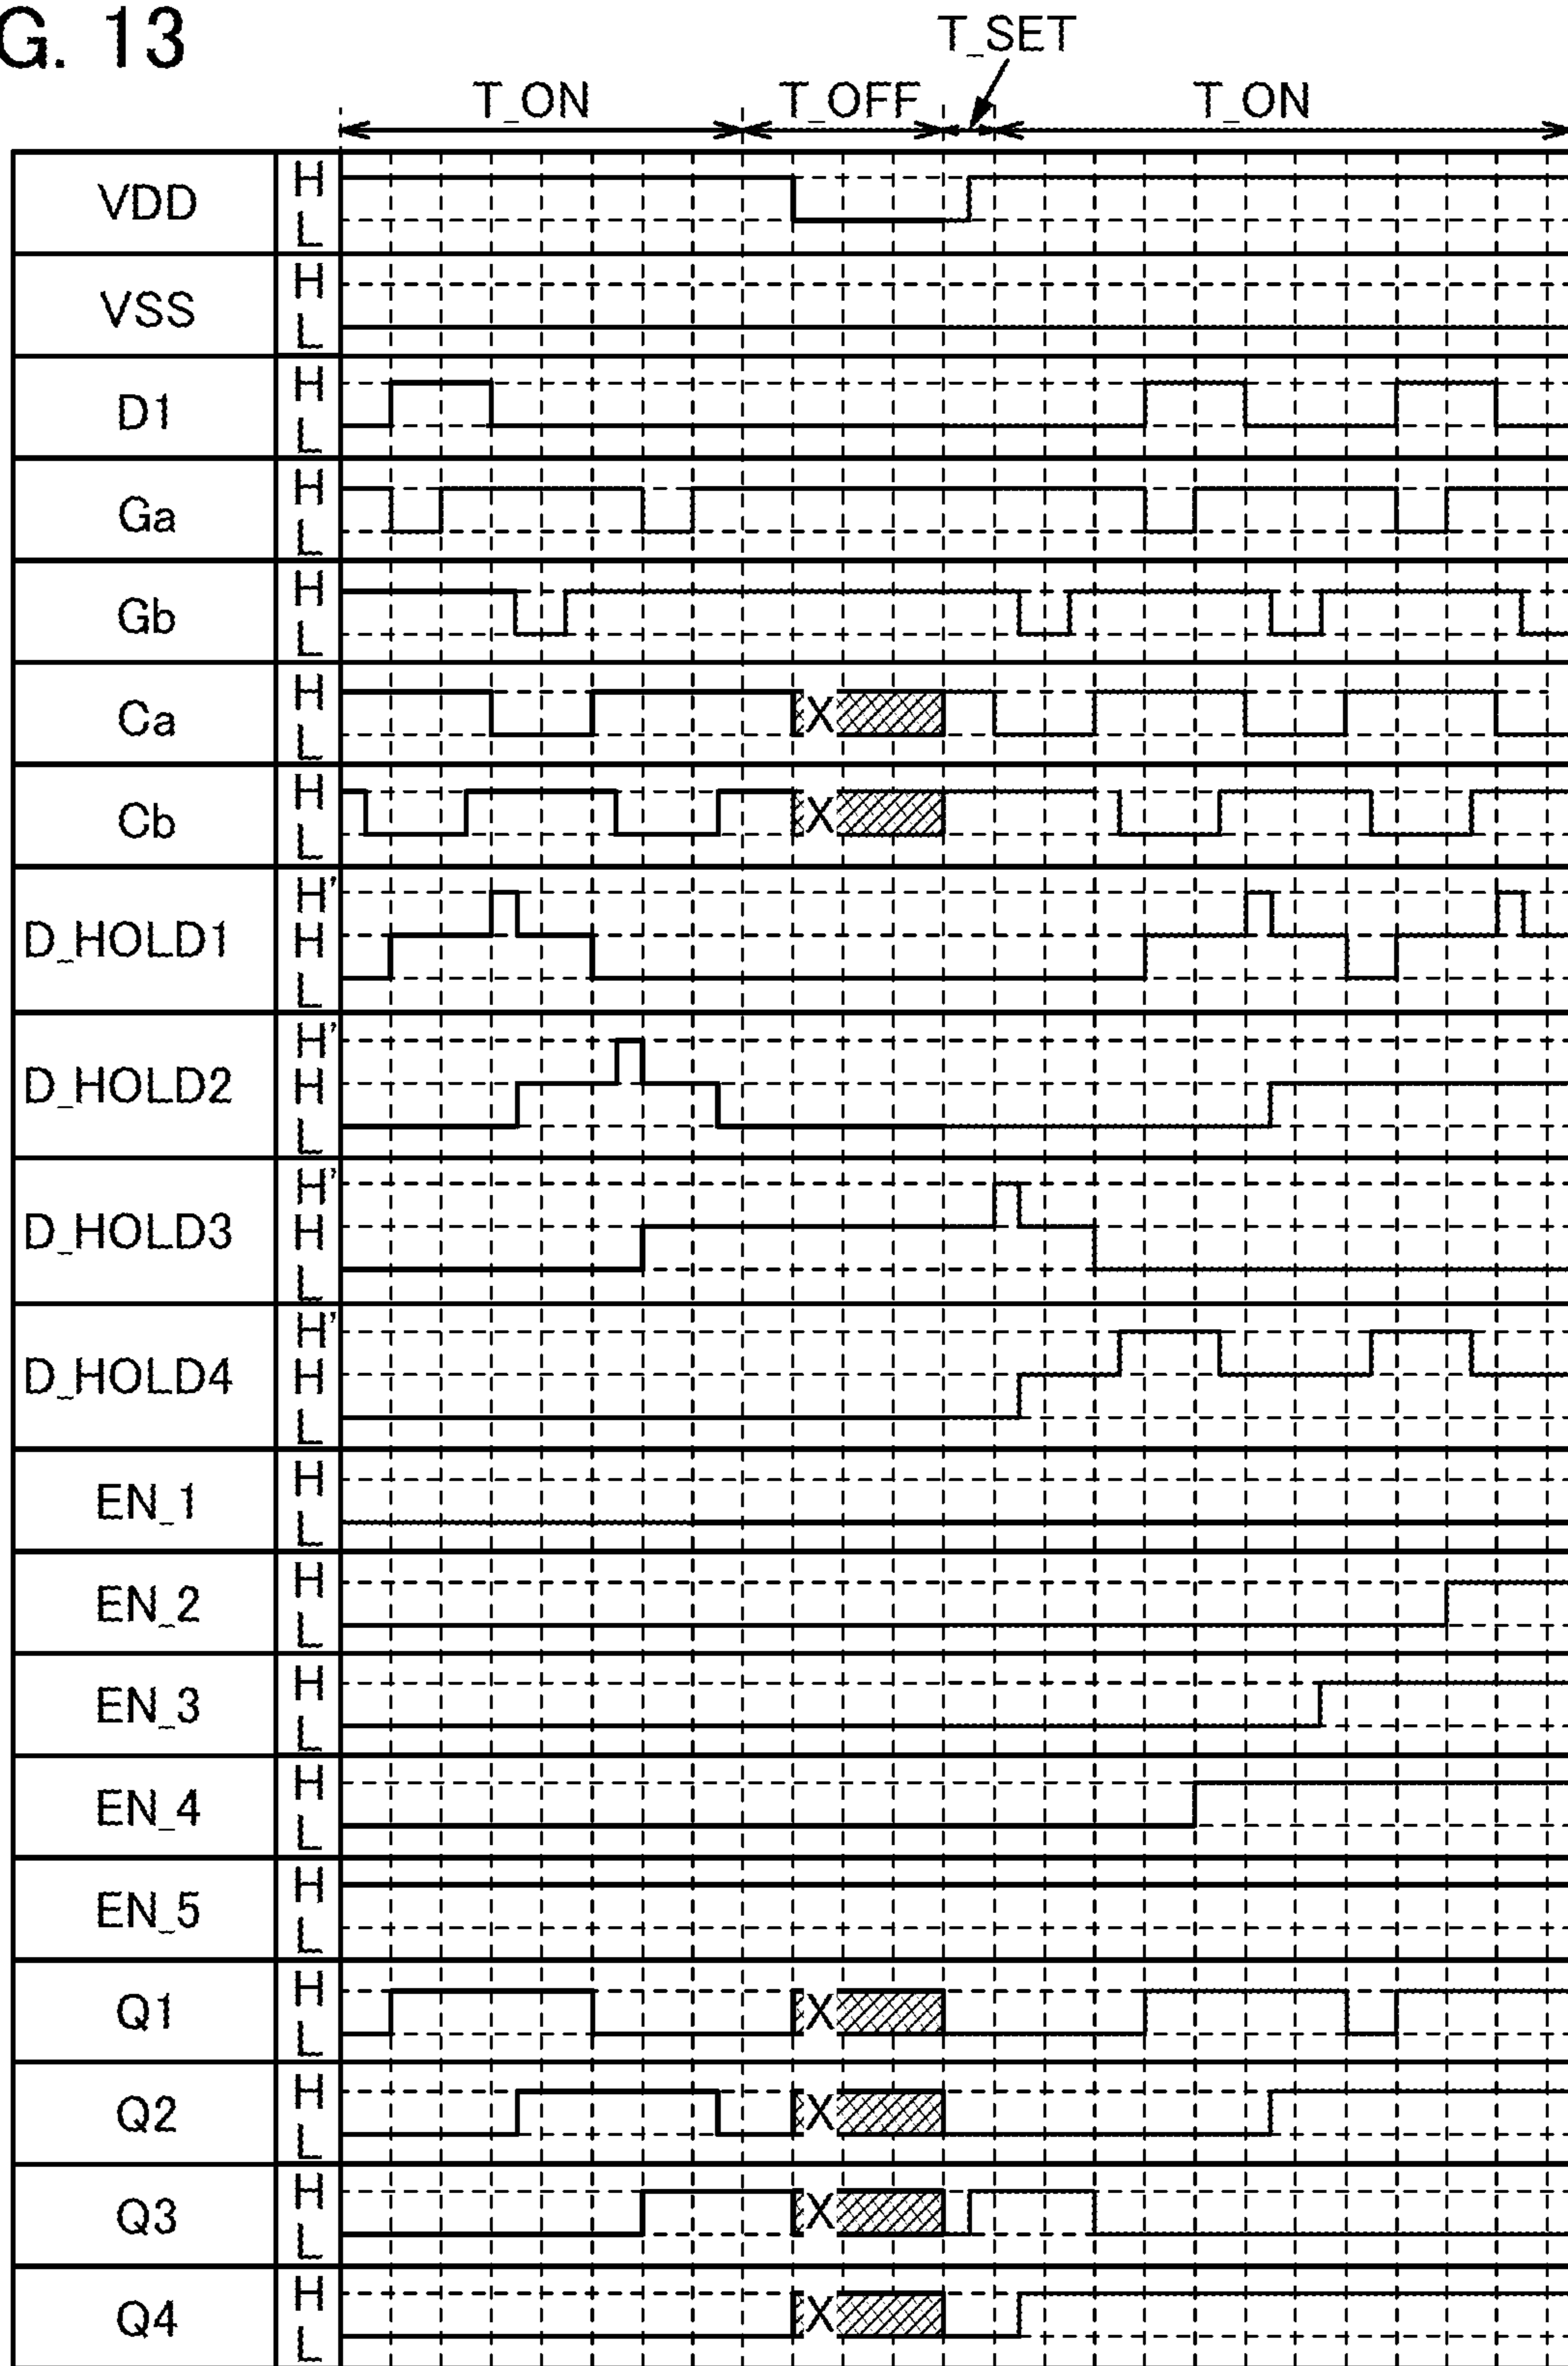 G. 13
T_SET
T_ON T_OFF T_ON
VDD H L
VSS H L
D1 H L
Ga H L
Gb H L
Ca H L X
Cb H L X
D_HOLD1 H' H L
D_HOLD2 H' H L
D_HOLD3 H' H L
D_HOLD4 H' H L
EN_1 H L
EN_2 H L
EN_3 H L
EN_4 H L
EN_5 H L
Q1 H L X
Q2 H L X
Q3 H L X
Q4 H L X